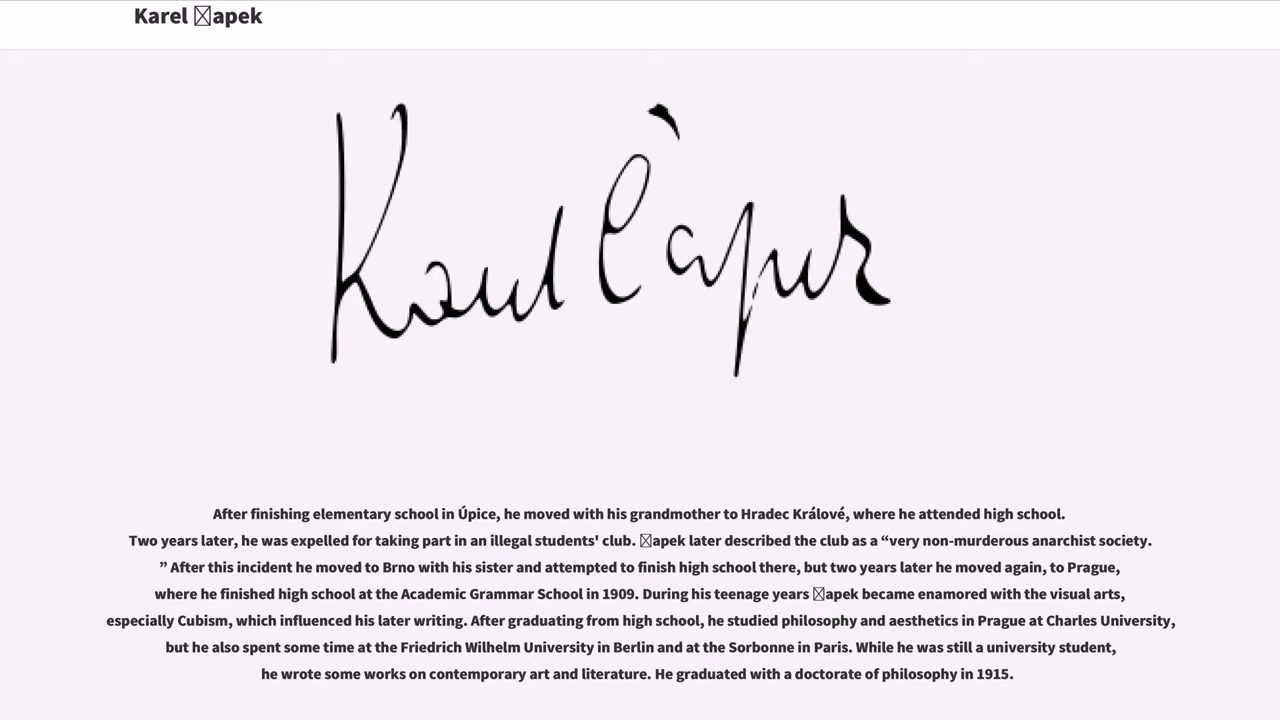 Karel �apek
Karel Čapek
After finishing elementary school in Úpice, he moved with his grandmother to Hradec Králové, where he attended high school.
Two years later, he was expelled for taking part in an illegal students' club. �apek later described the club as a “very non-murderous anarchist society.
” After this incident he moved to Brno with his sister and attempted to finish high school there, but two years later he moved again, to Prague,
where he finished high school at the Academic Grammar School in 1909. During his teenage years �apek became enamored with the visual arts,
especially Cubism, which influenced his later writing. After graduating from high school, he studied philosophy and aesthetics in Prague at Charles University,
but he also spent some time at the Friedrich Wilhelm University in Berlin and at the Sorbonne in Paris. While he was still a university student,
he wrote some works on contemporary art and literature. He graduated with a doctorate of philosophy in 1915.